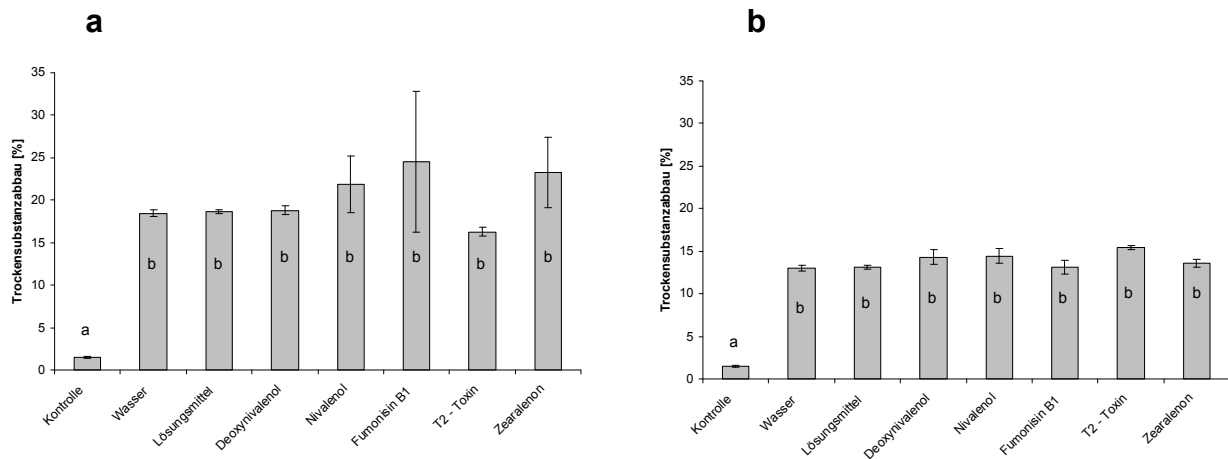 a
35
30
25
20
15
10
5
0
Trockensubstanzabbau [%]
a
b
b
b
b
b
b
b
Kontrolle
Wasser
Lösungsmittel
Deoxynivalenol
Nivalenol
Fumonisin B1
T2 - Toxin
Zearalenon
b
35
30
25
20
15
10
5
0
Trockensubstanzabbau [%]
a
b
b
b
b
b
b
b
Kontrolle
Wasser
Lösungsmittel
Deoxynivalenol
Nivalenol
Fumonisin B1
T2 - Toxin
Zearalenon